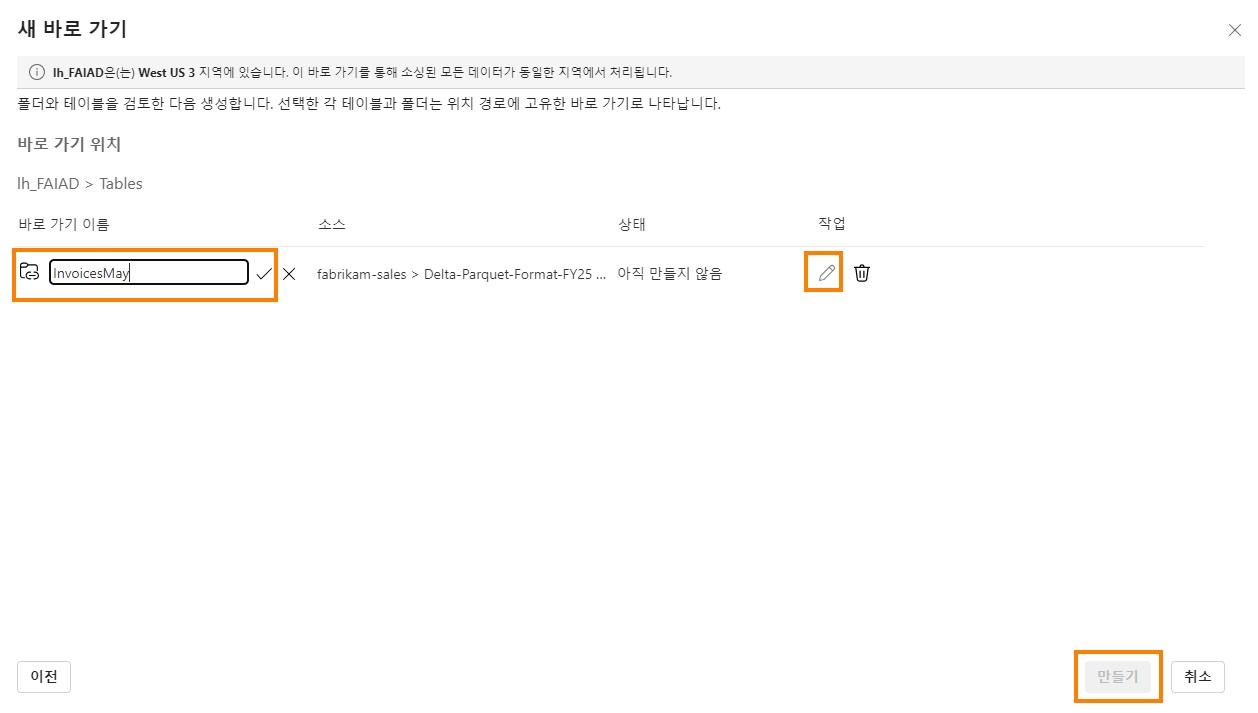 새 바로 가기
lh_FAIAD은(는) West US 3 지역에 있습니다. 이 바로 가기를 통해 소싱된 모든 데이터가 동일한 지역에서 처리됩니다.
폴더와 테이블을 검토한 다음 생성합니다. 선택한 각 테이블과 폴더는 위치 경로에 고유한 바로 가기로 나타납니다.
바로 가기 위치
lh_FAIAD > Tables
바로 가기 이름 소스 상태 작업
InvoicesMay fabrikam-sales > Delta-Parquet-Format-FY25 ... 아직 만들지 않음
이전 만들기 취소